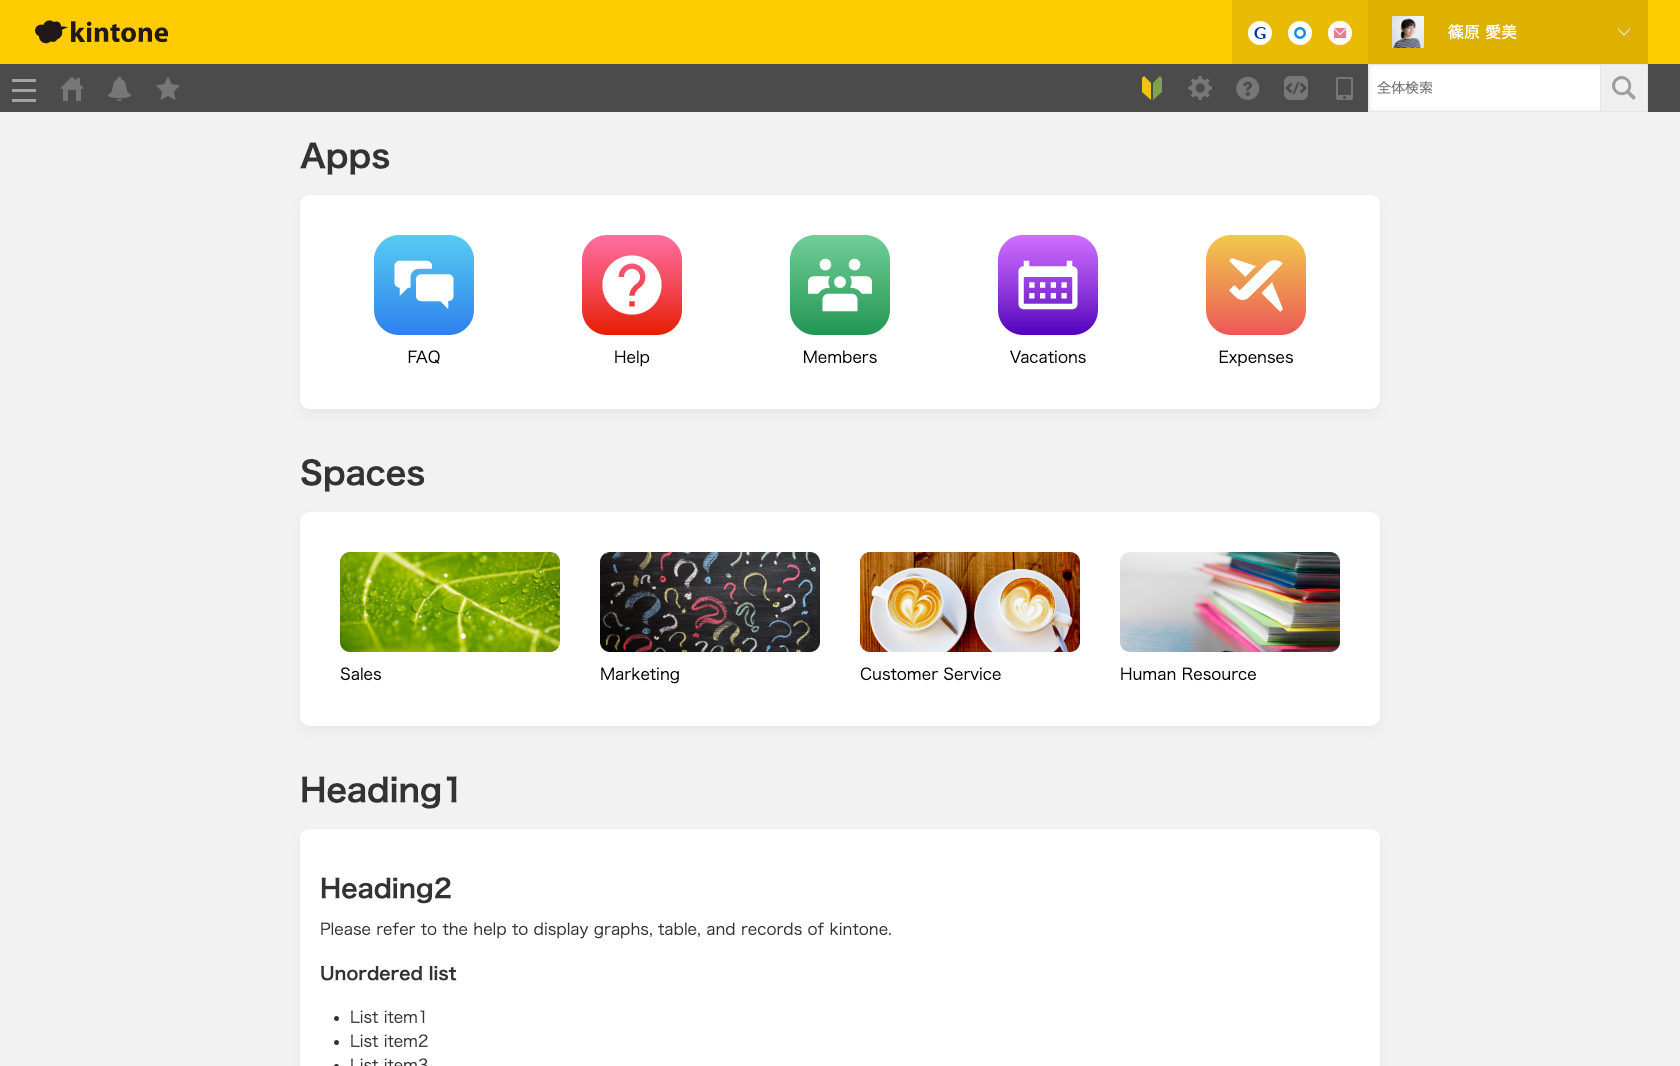 kintone
G
篠原 愛美
全体検索
Apps
FAQ
Help
Members
Vacations
Expenses
Spaces
Sales
Marketing
Customer Service
Human Resource
Heading1
Heading2
Please refer to the help to display graphs, table, and records of kintone.
Unordered list
• List item1
• List item2
• List item3